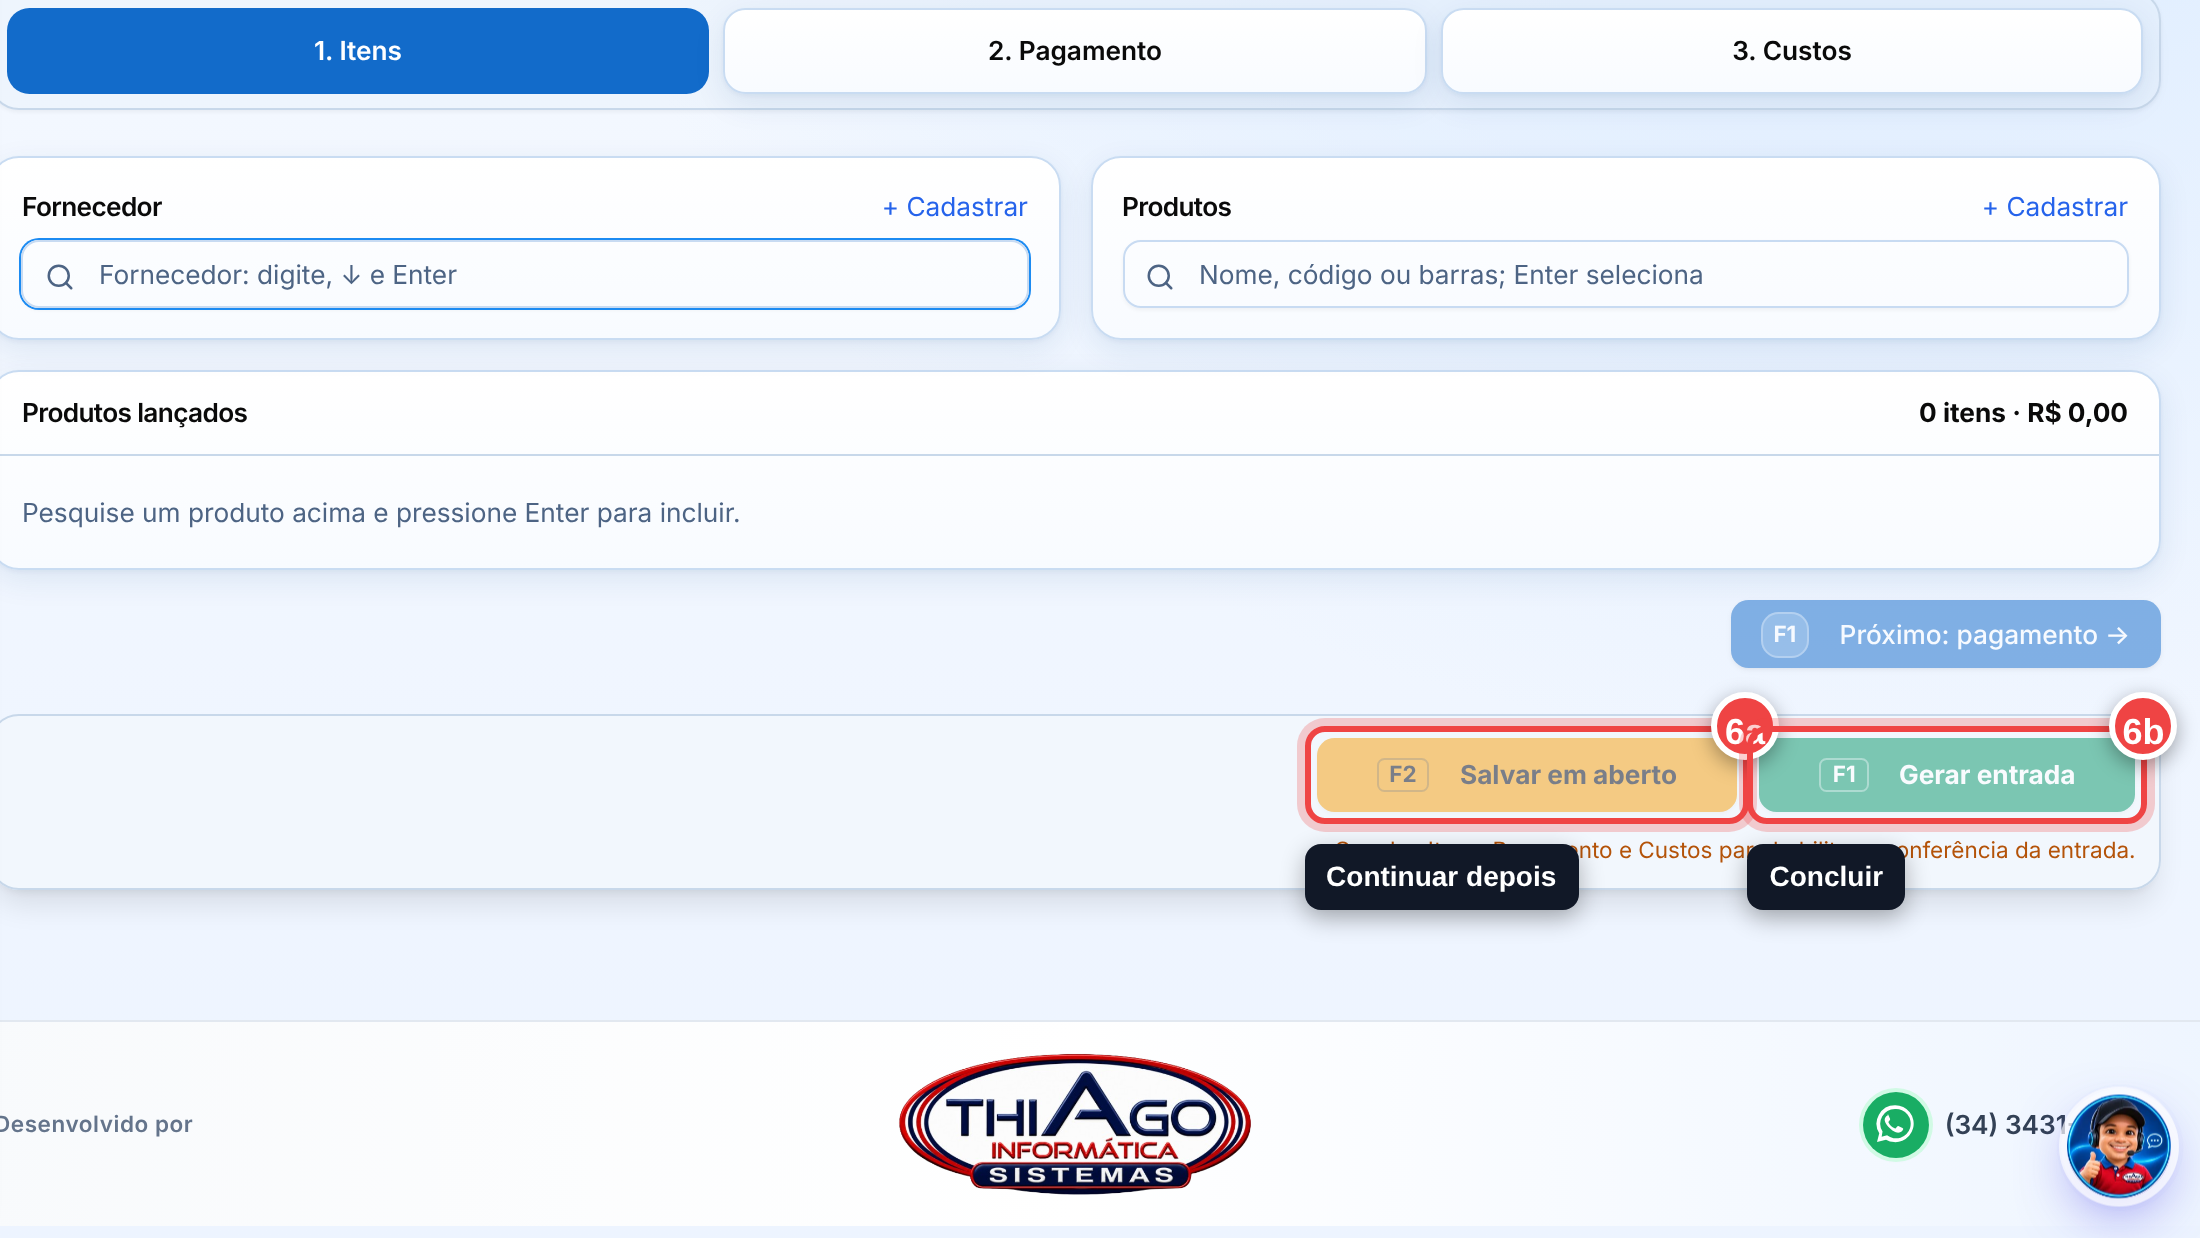 1. Itens
2. Pagamento
3. Custos
Fornecedor
+ Cadastrar
Fornecedor: digite, ↓ e Enter
Produtos
+ Cadastrar
Nome, código ou barras; Enter seleciona
Produtos lançados
0 itens · R$ 0,00
Pesquise um produto acima e pressione Enter para incluir.
F1 Próximo: pagamento →
6a
6b
F2 Salvar em aberto
F1 Gerar entrada
e Custos conferência da entrada.
Continuar depois
Concluir
Desenvolvido por
THIAGO
INFORMÁTICA
SISTEMAS
(34) 3431